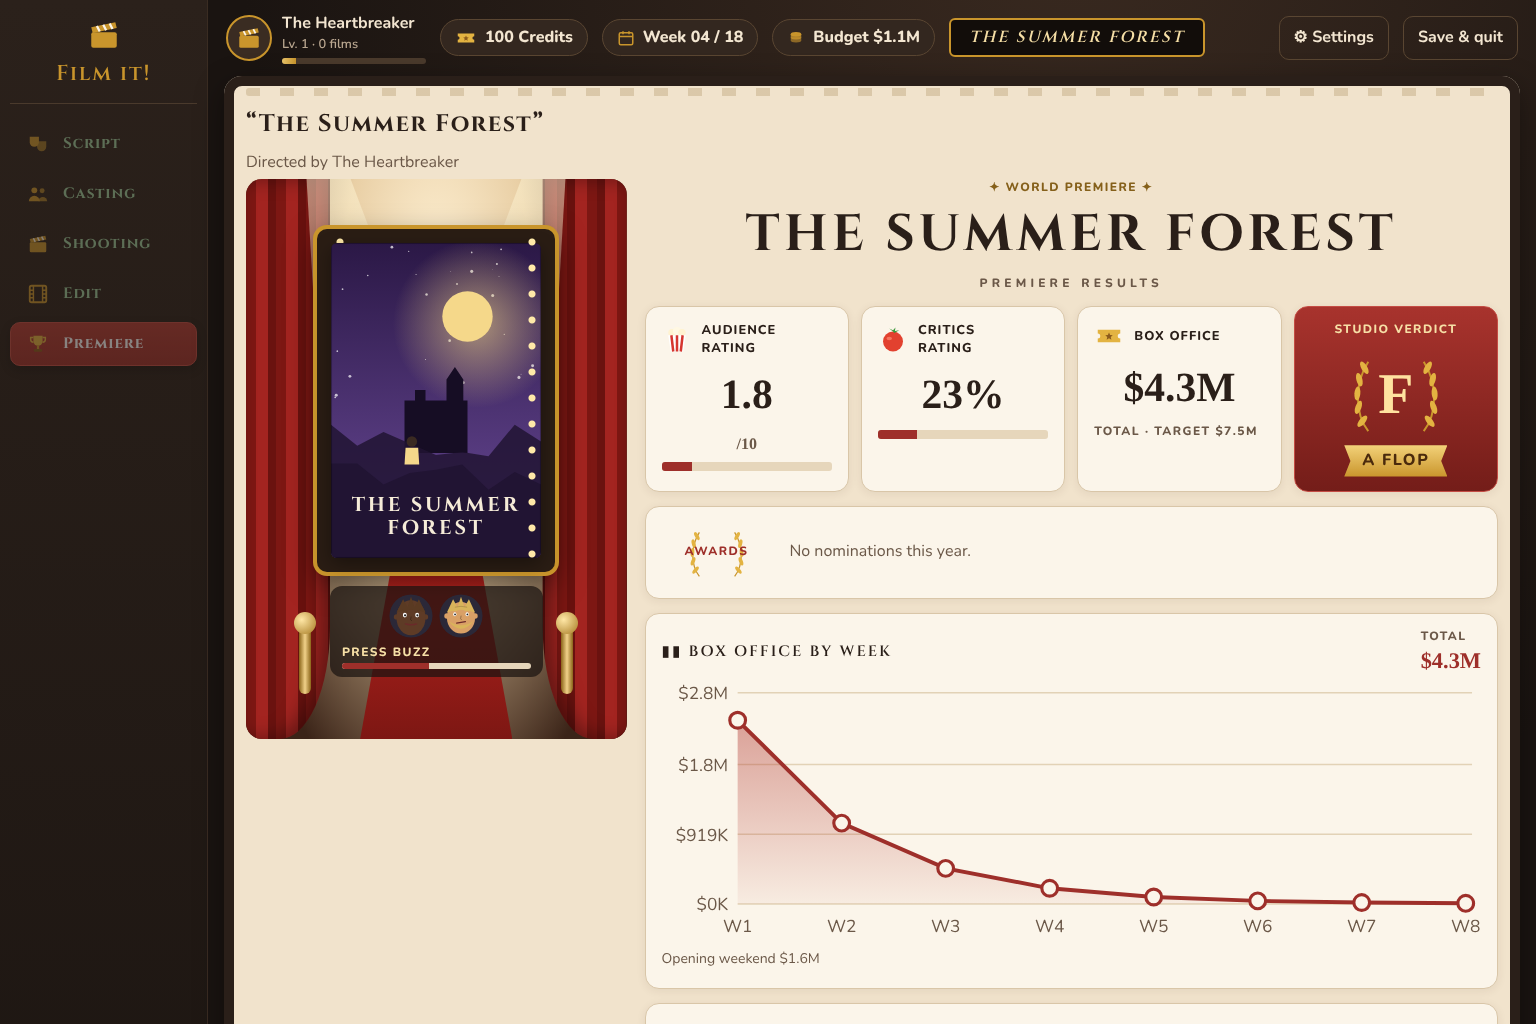 Film it!
Script
Casting
Shooting
Edit
Premiere
The Heartbreaker
Lv. 1 · 0 films
100 Credits
Week 04 / 18
Budget $1.1M
THE SUMMER FOREST
⚙ Settings
Save & quit
“The Summer Forest”
Directed by The Heartbreaker
THE SUMMER
FOREST
PRESS BUZZ
✦ WORLD PREMIERE ✦
THE SUMMER FOREST
PREMIERE RESULTS
AUDIENCE
RATING
1.8
/10
CRITICS
RATING
23%
BOX OFFICE
$4.3M
TOTAL · TARGET $7.5M
STUDIO VERDICT
F
A FLOP
AWARDS
No nominations this year.
BOX OFFICE BY WEEK
TOTAL
$4.3M
$2.8M
$1.8M
$919K
$0K
W1 W2 W3 W4 W5 W6 W7 W8
Opening weekend $1.6M